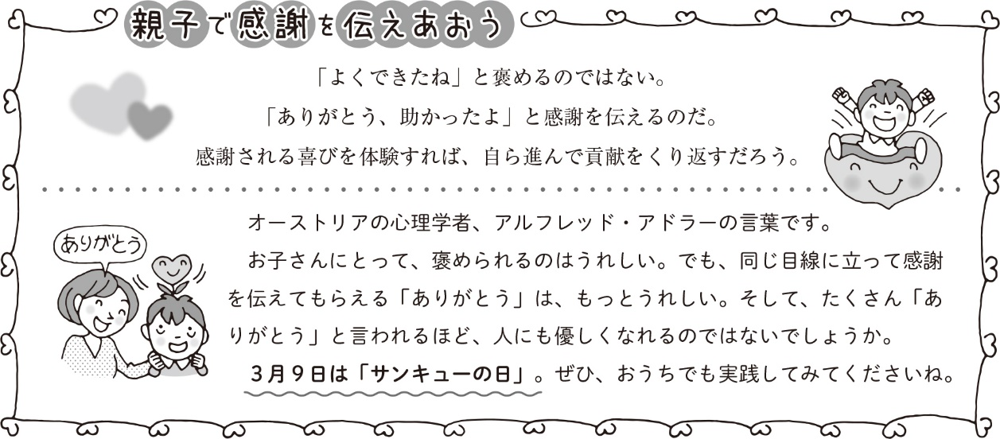 親子で感謝を伝えあおう
「よくできたね」と褒めるのではない。
「ありがとう、助かったよ」と感謝を伝えるのだ。
感謝される喜びを体験すれば、自ら進んで貢献をくり返すだろう。
オーストリアの心理学者、アルフレッド・アドラーの言葉です。
ありがとう
お子さんにとって、褒められるのはうれしい。でも、同じ目線に立って感謝
を伝えてもらえる「ありがとう」は、もっとうれしい。そして、たくさん「あ
りがとう」と言われるほど、人にも優しくなれるのではないでしょうか。
３月９日は「サンキューの日」。ぜひ、おうちでも実践してみてくださいね。